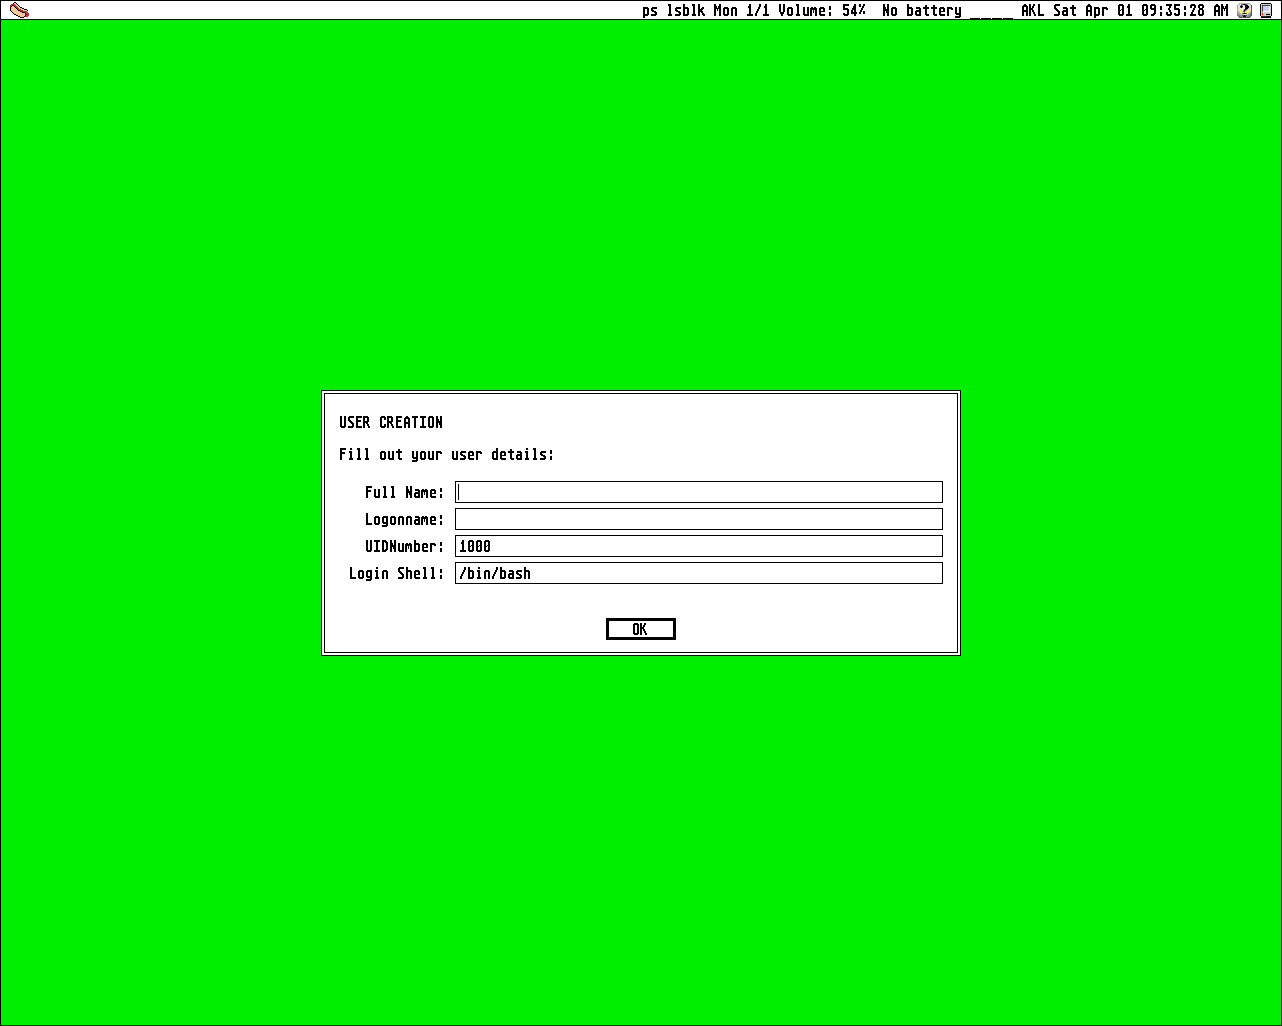 ps lsblk Mon 1/1 Volume: 54% No battery ____ AKL Sat Apr 01 09:35:28 AM
USER CREATION
Fill out your user details:
Full Name:
Logonname:
UIDNumber: 1000
Login Shell: /bin/bash
OK